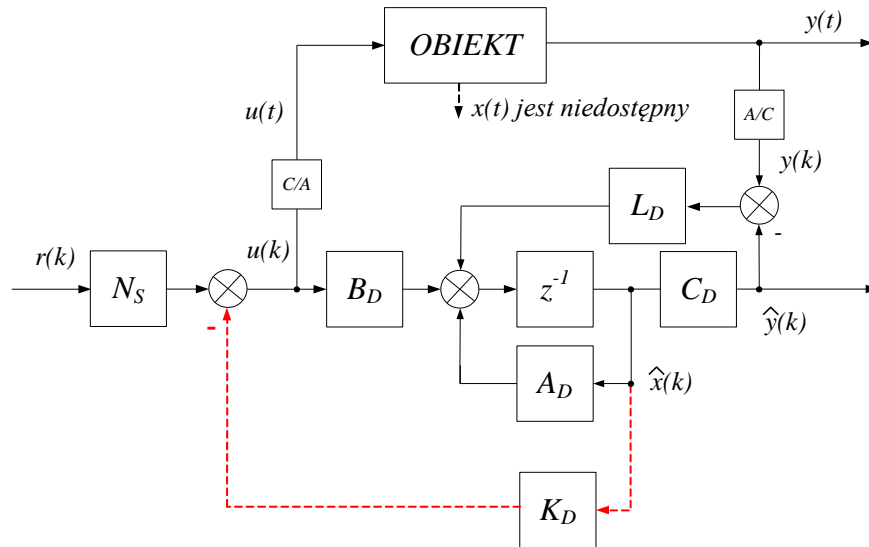 OBIEKT
y(t)
x(t) jest niedostępny
u(t)
A/C
y(k)
C/A
L_D
-
r(k)
N_S
u(k)
B_D
z^{-1}
C_D
ŷ(k)
-
A_D
x̂(k)
K_D